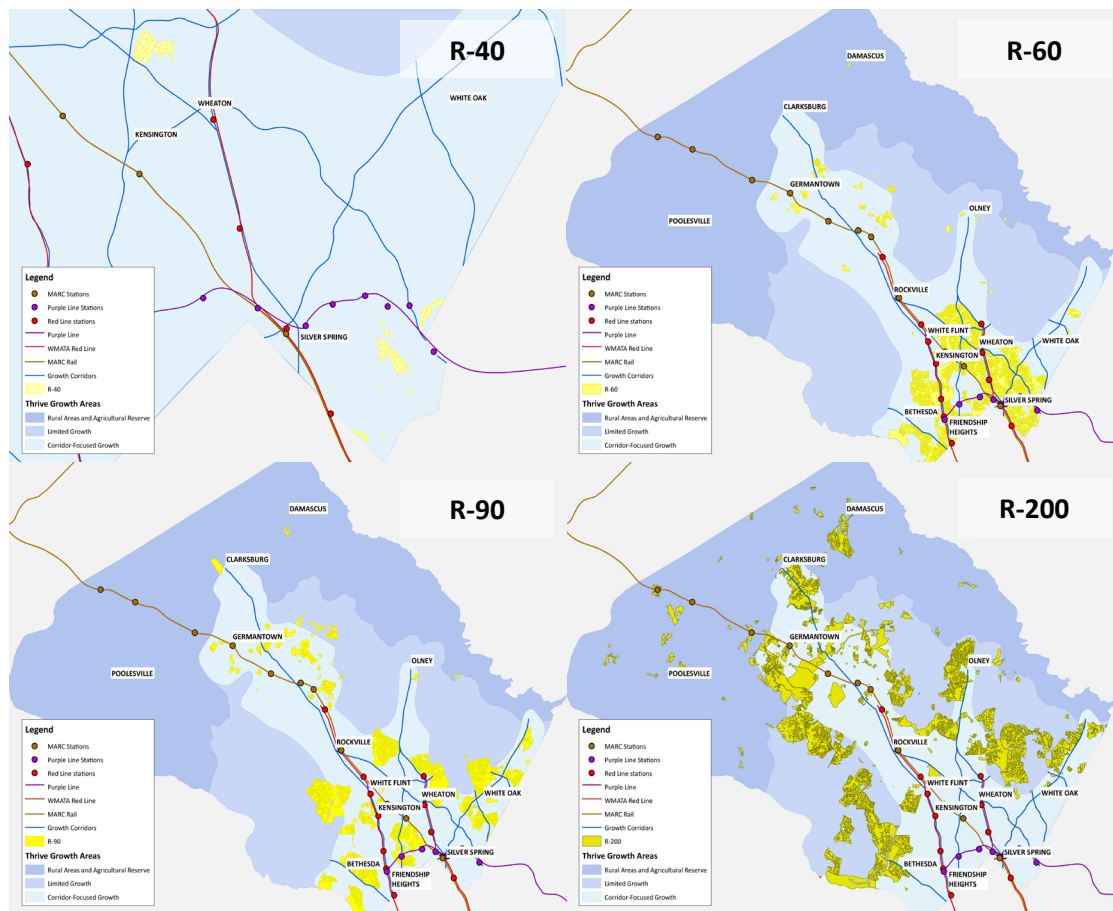 R-40
WHEATON
WHITE OAK
KENSINGTON
SILVER SPRING
Legend
MARC Stations
Purple Line Stations
Red Line stations
Purple Line
WMATA Red Line
MARC Rail
Growth Corridors
R-40
Thrive Growth Areas
Rural Areas and Agricultural Reserve
Limited Growth
Corridor-Focused Growth
R-60
DAMASCUS
CLARKSBURG
GERMANTOWN
POOLESVILLE
OLNEY
ROCKVILLE
WHITE FLINT
WHEATON
WHITE OAK
KENSINGTON
SILVER SPRING
BETHESDA
FRIENDSHIP
HEIGHTS
Legend
MARC Stations
Purple Line Stations
Red Line stations
Purple Line
WMATA Red Line
MARC Rail
Growth Corridors
R-60
Thrive Growth Areas
Rural Areas and Agricultural Reserve
Limited Growth
Corridor-Focused Growth
R-90
DAMASCUS
CLARKSBURG
GERMANTOWN
OLNEY
POOLESVILLE
ROCKVILLE
WHITE FLINT
WHEATON
WHITE OAK
KENSINGTON
SILVER SPRING
BETHESDA
FRIENDSHIP
HEIGHTS
Legend
MARC Stations
Purple Line Stations
Red Line stations
Purple Line
WMATA Red Line
MARC Rail
Growth Corridors
R-90
Thrive Growth Areas
Rural Areas and Agricultural Reserve
Limited Growth
Corridor-Focused Growth
R-200
DAMASCUS
CLARKSBURG
GERMANTOWN
OLNEY
POOLESVILLE
ROCKVILLE
WHITE FLINT
WHEATON
WHITE OAK
KENSINGTON
SILVER SPRING
BETHESDA
FRIENDSHIP
HEIGHTS
Legend
MARC Stations
Purple Line Stations
Red Line stations
Purple Line
WMATA Red Line
MARC Rail
Growth Corridors
R-200
Thrive Growth Areas
Rural Areas and Agricultural Reserve
Limited Growth
Corridor-Focused Growth